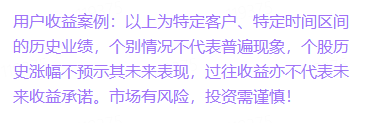 用户收益案例：以上为特定客户、特定时间区间
的历史业绩，个别情况不代表普遍现象，个股历
史涨幅不预示其未来表现，过往收益亦不代表未
来收益承诺。市场有风险，投资需谨慎！